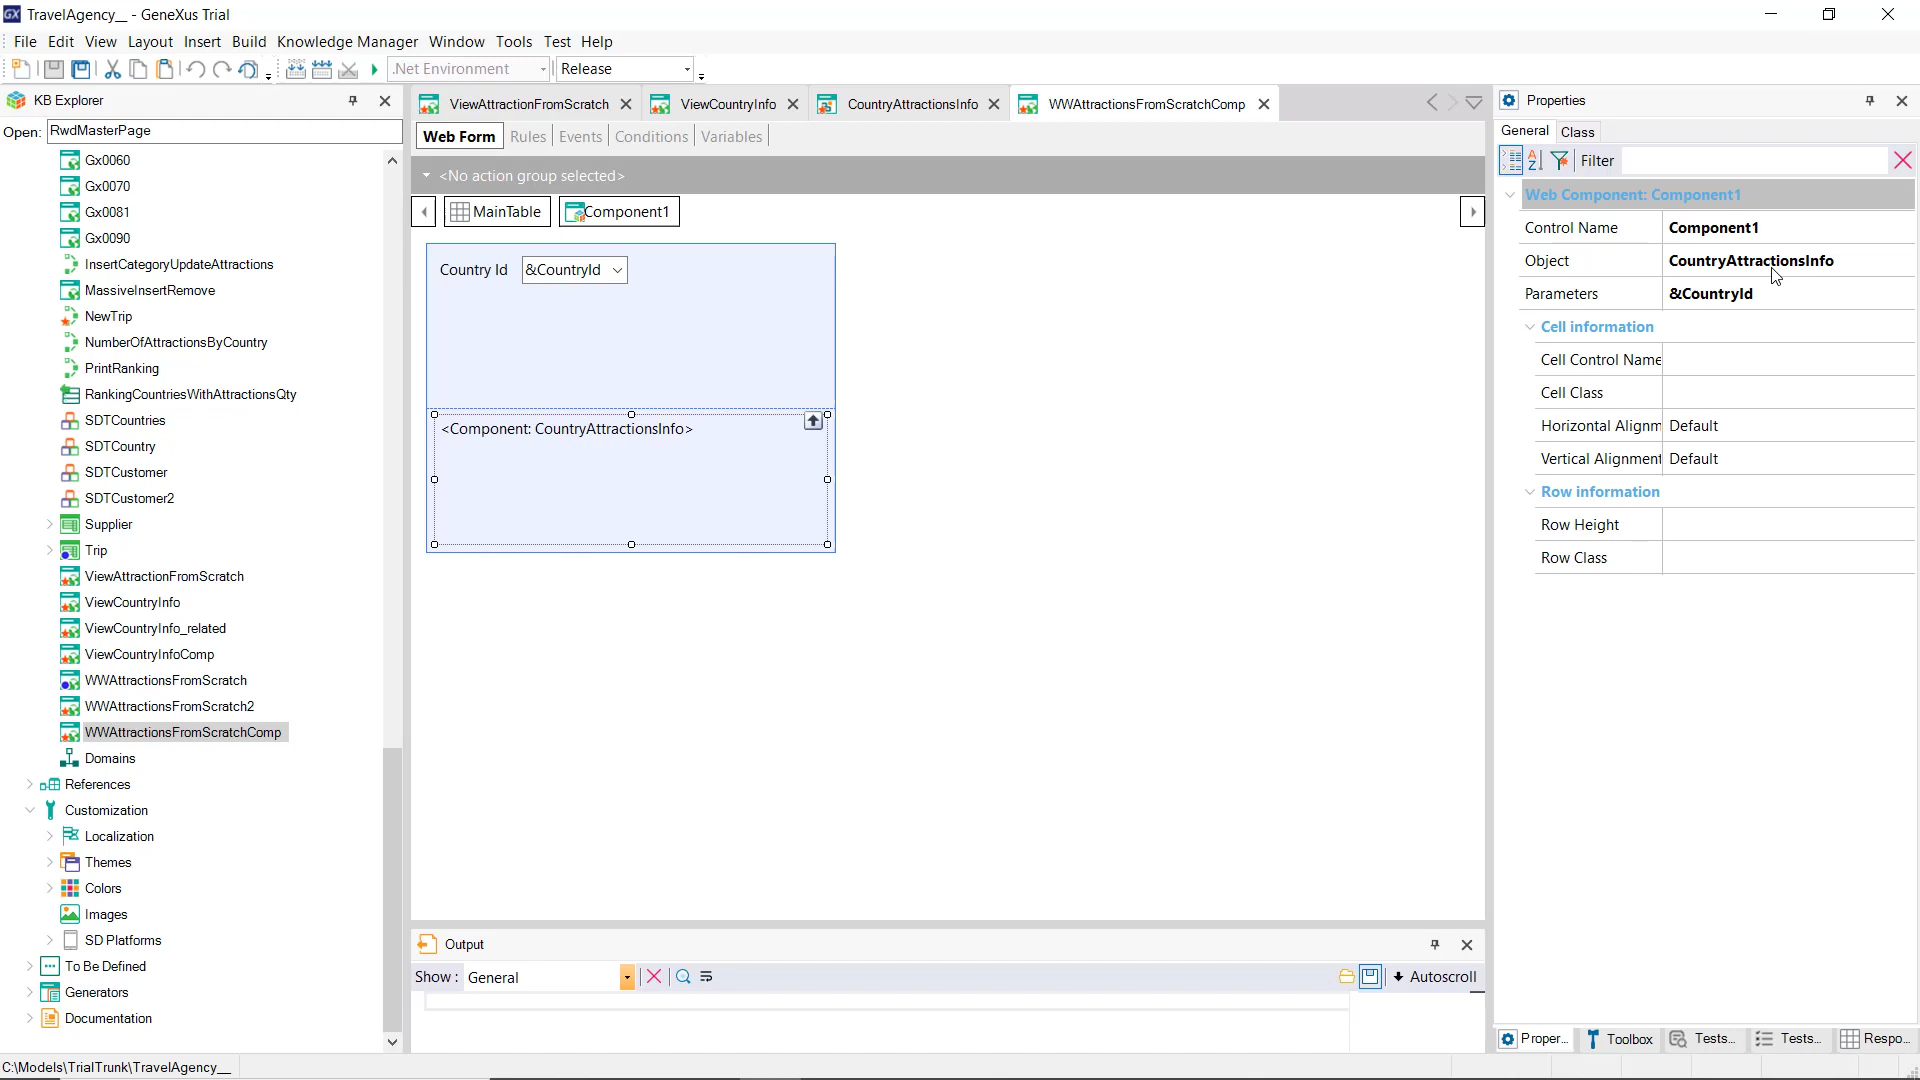 TravelAgency__ - GeneXus Trial
File Edit View Layout Insert Build Knowledge Manager Window Tools Test Help
.Net Environment Release
KB Explorer
Open: RwdMasterPage
Gx0060
Gx0070
Gx0081
Gx0090
InsertCategoryUpdateAttractions
MassiveInsertRemove
NewTrip
NumberOfAttractionsByCountry
PrintRanking
RankingCountriesWithAttractionsQty
SDTCountries
SDTCountry
SDTCustomer
SDTCustomer2
Supplier
Trip
ViewAttractionFromScratch
ViewCountryInfo
ViewCountryInfo_related
ViewCountryInfoComp
WWAttractionsFromScratch
WWAttractionsFromScratch2
WWAttractionsFromScratchComp
Domains
References
Customization
Localization
Themes
Colors
Images
SD Platforms
To Be Defined
Generators
Documentation
ViewAttractionFromScratch ViewCountryInfo CountryAttractionsInfo WWAttractionsFromScratchComp
Web Form Rules Events Conditions Variables
<No action group selected>
MainTable Component1
Country Id &CountryId
<Component: CountryAttractionsInfo>
Output
Show : General Autoscroll
Properties
General Class
Filter
Web Component: Component1
Control Name Component1
Object CountryAttractionsInfo
Parameters &CountryId
Cell information
Cell Control Name
Cell Class
Horizontal Alignm Default
Vertical Alignment Default
Row information
Row Height
Row Class
Proper... Toolbox Tests... Tests... Respo...
C:\Models\TrialTrunk\TravelAgency__